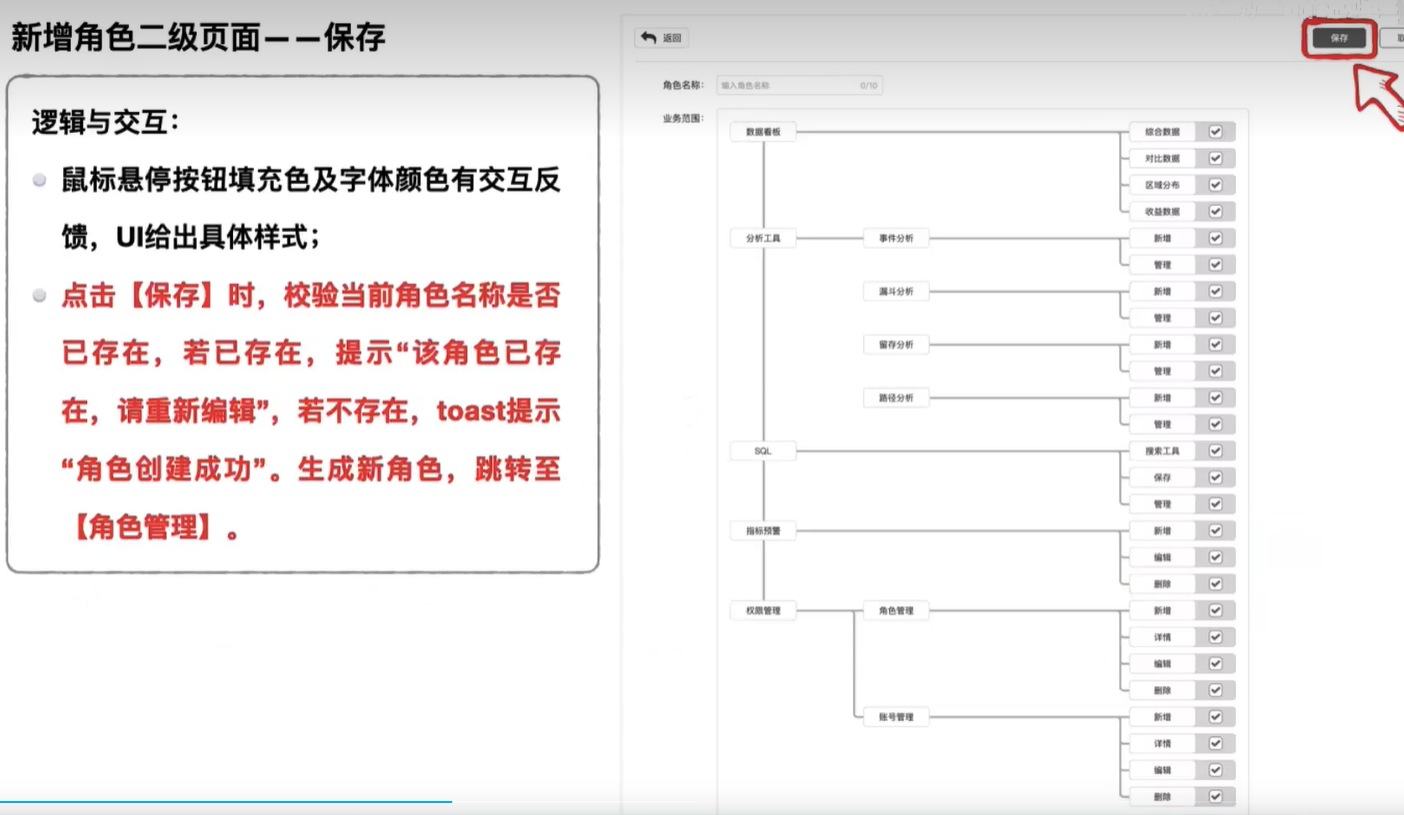 新增角色二级页面——保存
逻辑与交互：
鼠标悬停按钮填充色及字体颜色有交互反
馈，UI给出具体样式；
点击【保存】时，校验当前角色名称是否
已存在，若已存在，提示“该角色已存
在，请重新编辑”，若不存在，toast提示
“角色创建成功”。生成新角色，跳转至
【角色管理】。
返回
保存
角色名称：
输入角色名称
0/10
业务范围：
数据看板
综合数据
对比数据
区域分布
收益数据
分析工具
事件分析
新增
管理
漏斗分析
新增
管理
留存分析
新增
管理
路径分析
新增
管理
SQL
搜索工具
保存
管理
指标预警
新增
编辑
删除
权限管理
角色管理
新增
详情
编辑
删除
账号管理
新增
详情
编辑
删除